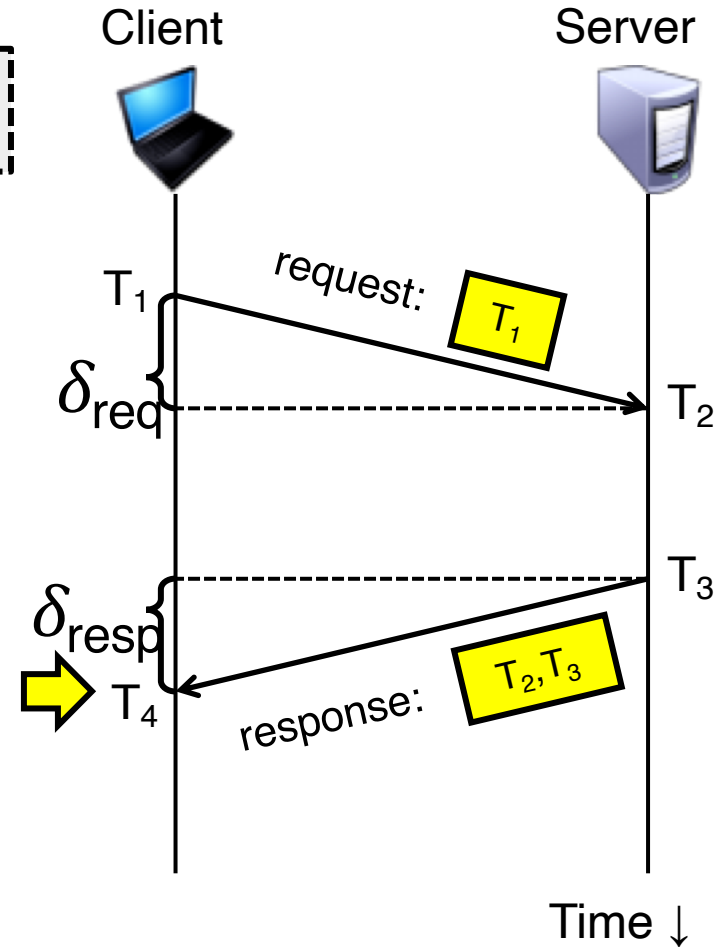 Client
Server
request:
T₁
T₁
δreq
T₂
T₃
δresp
T₂,T₃
T₄
response:
Time ↓